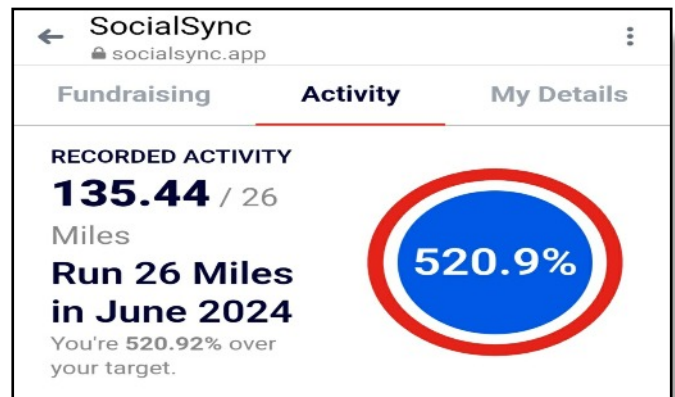 SocialSync
socialsync.app
Fundraising Activity My Details
RECORDED ACTIVITY
135.44 / 26
Miles
Run 26 Miles
in June 2024
You're 520.92% over
your target.
520.9%